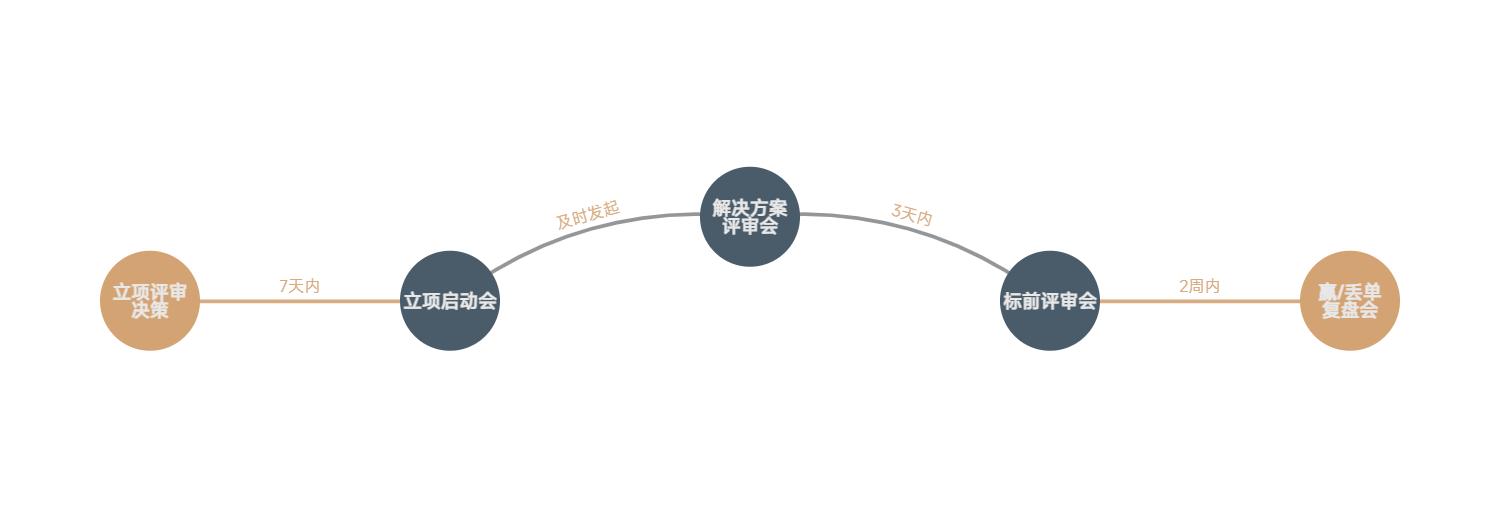 立项评审
决策
7天内
立项启动会
及时发起
解决方案
评审会
3天内
标前评审会
2周内
赢/丢单
复盘会